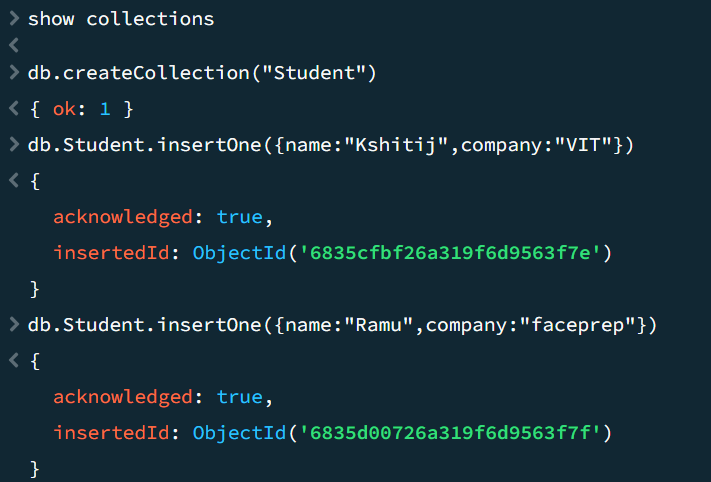 > show collections
<
> db.createCollection("Student")
< { ok: 1 }
> db.Student.insertOne({name:"Kshitij",company:"VIT"})
< {
    acknowledged: true,
    insertedId: ObjectId('6835cfbf26a319f6d9563f7e')
  }
> db.Student.insertOne({name:"Ramu",company:"faceprep"})
< {
    acknowledged: true,
    insertedId: ObjectId('6835d00726a319f6d9563f7f')
  }